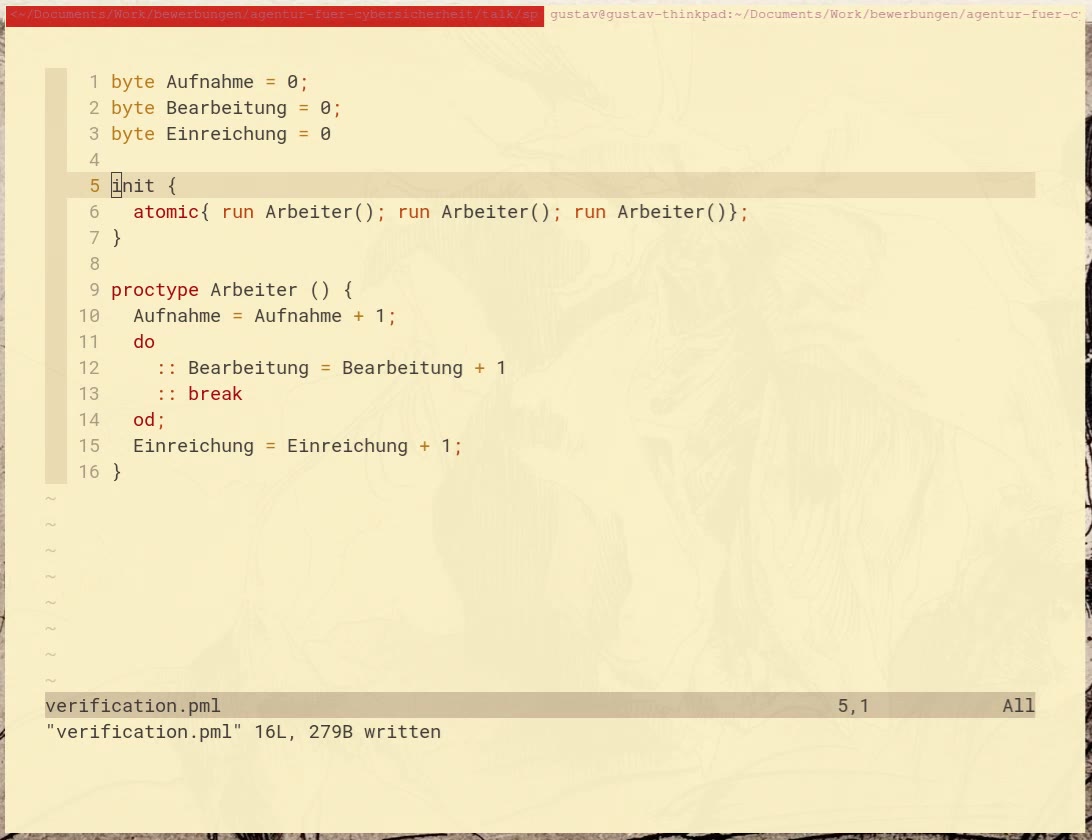 <~/Documents/Work/bewerbungen/agentur-fuer-cybersicherheit/talk/sp
gustav@gustav-thinkpad:~/Documents/Work/bewerbungen/agentur-fuer-c
1 byte Aufnahme = 0;
2 byte Bearbeitung = 0;
3 byte Einreichung = 0
4
5 init {
6   atomic{ run Arbeiter(); run Arbeiter(); run Arbeiter()};
7 }
8
9 proctype Arbeiter () {
10   Aufnahme = Aufnahme + 1;
11   do
12     :: Bearbeitung = Bearbeitung + 1
13     :: break
14   od;
15   Einreichung = Einreichung + 1;
16 }
~
~
~
~
~
~
~
~
verification.pml 5,1 All
"verification.pml" 16L, 279B written